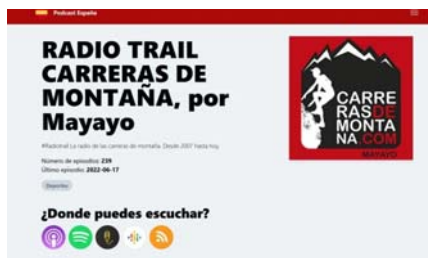 Podcast España
RADIO TRAIL
CARRERAS DE
MONTAÑA, por
Mayayo
#Radiotrail La radio de las carreras de montaña. Desde 2007 hasta hoy
Número de episodios: 239
Último episodio: 2022-06-17
Deportes
¿Donde puedes escuchar?
CARRE
RASDE
MONTA
NA.COM
MAYAYO